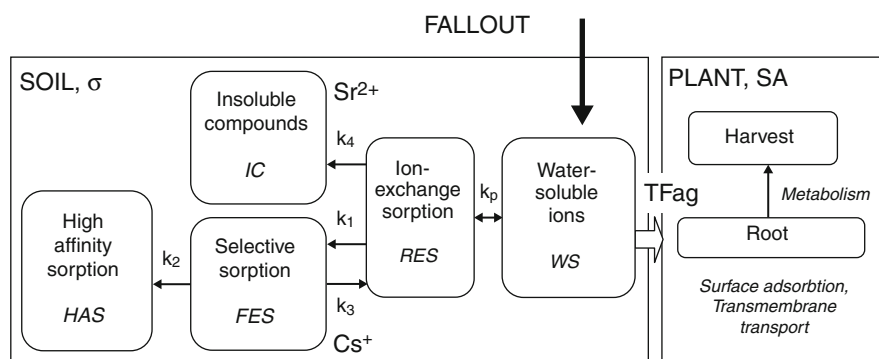 FALLOUT
SOIL, σ
PLANT, SA
Insoluble
compounds
IC
Sr²⁺
k₄
Ion-
exchange
sorption
RES
kₚ
Water-
soluble
ions
WS
TFag
Harvest
Metabolism
Root
Surface adsorbtion,
Transmembrane
transport
High
affinity
sorption
HAS
k₂
Selective
sorption
FES
k₁
k₃
Cs⁺